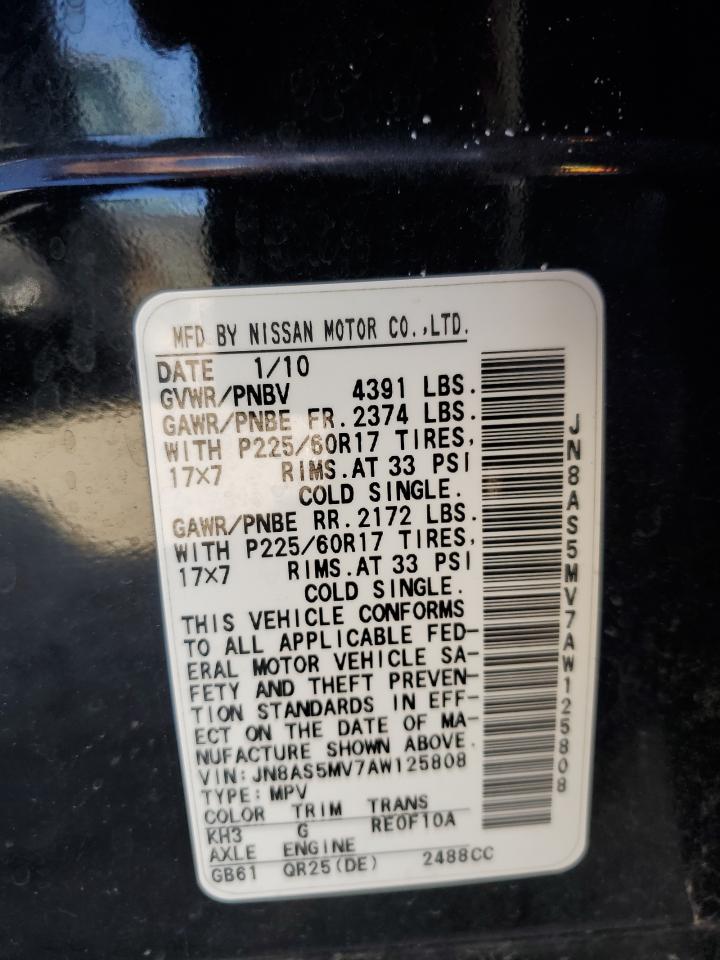 MFD BY NISSAN MOTOR CO.,LTD.
DATE 1/10
GVWR/PNBV 4391 LBS.
GAWR/PNBE FR.2374 LBS.
WITH P225/60R17 TIRES,
17X7 RIMS.AT 33 PSI
COLD SINGLE.
GAWR/PNBE RR.2172 LBS.
WITH P225/60R17 TIRES,
17X7 RIMS.AT 33 PSI
COLD SINGLE.
THIS VEHICLE CONFORMS
TO ALL APPLICABLE FED-
ERAL MOTOR VEHICLE SA-
FETY AND THEFT PREVEN-
TION STANDARDS IN EFF-
ECT ON THE DATE OF MA-
NUFACTURE SHOWN ABOVE.
VIN:JN8AS5MV7AW125808
TYPE:MPV
COLOR TRIM TRANS
KH3 G RE0F10A
AXLE ENGINE
GB61 QR25(DE) 2488CC
JN8AS5MV7AW125808